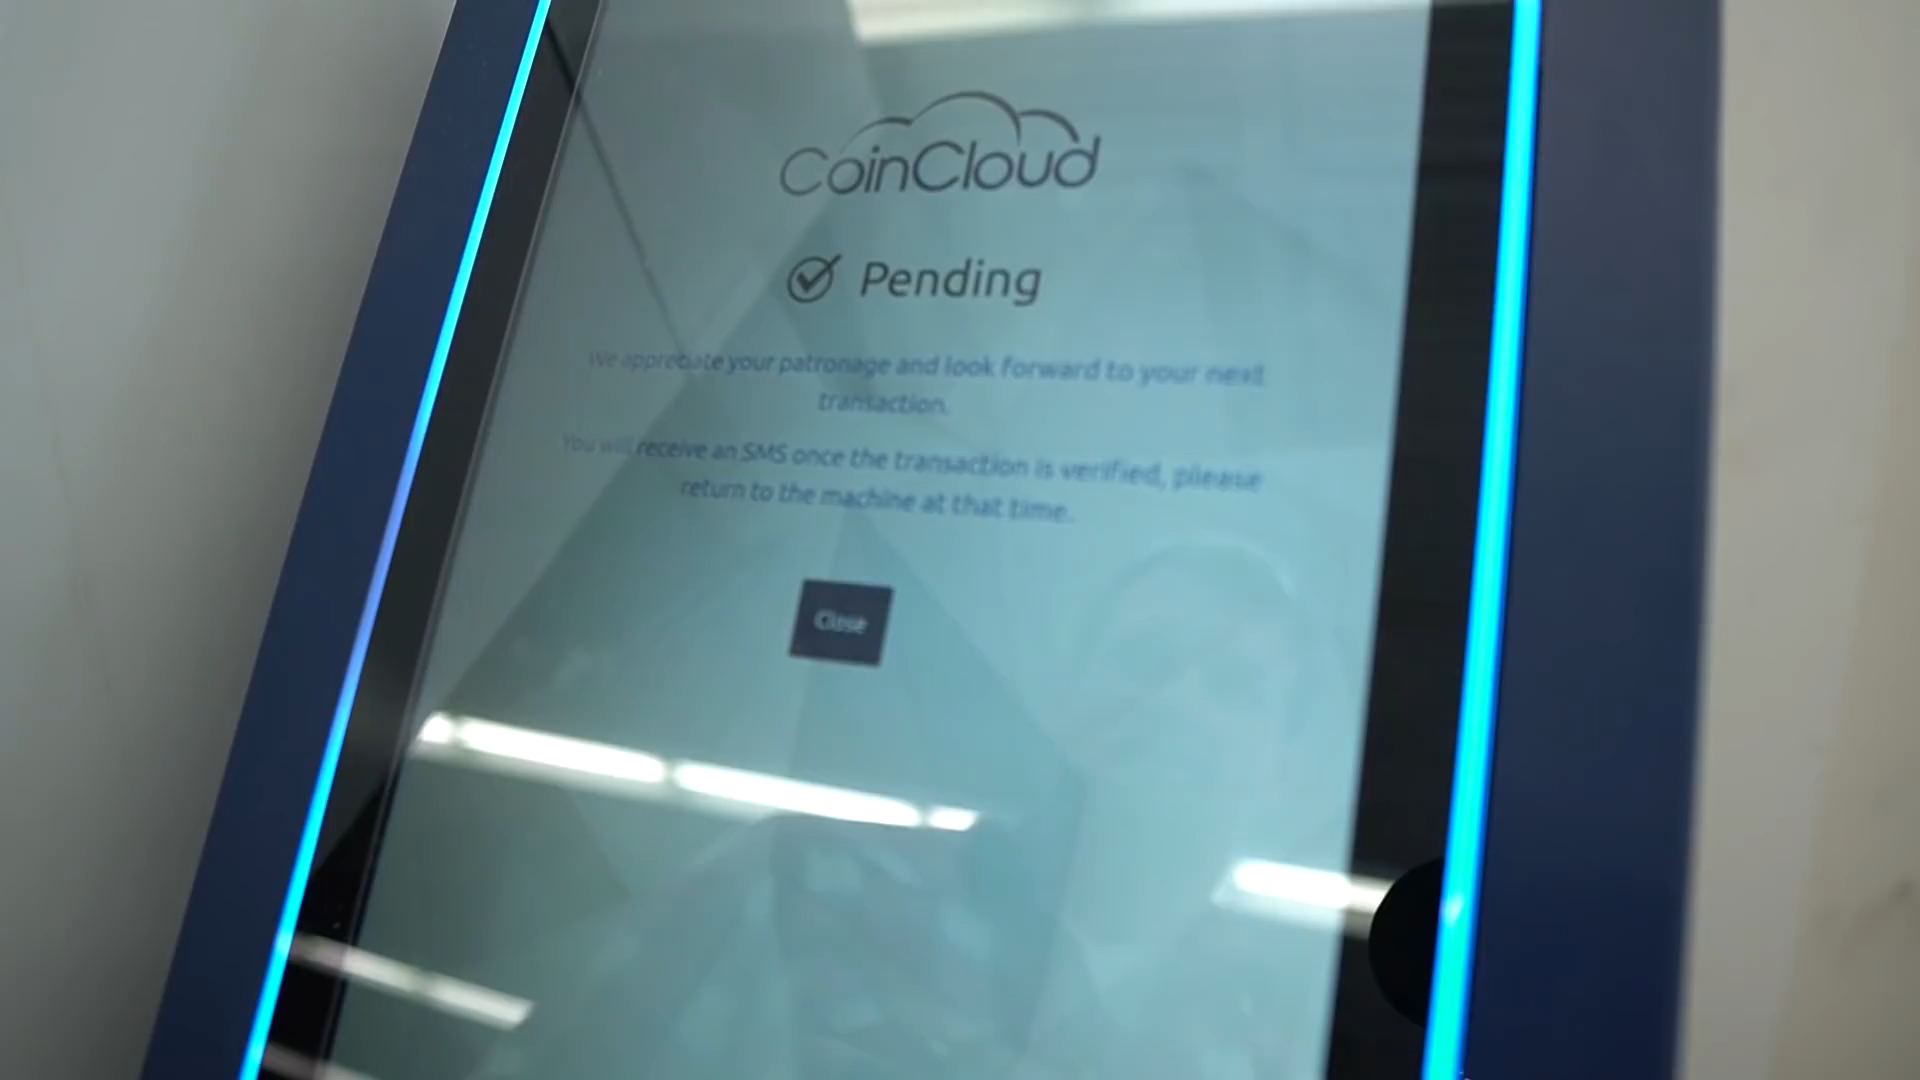 CoinCloud
Pending
We appreciate your patronage and look forward to your next
transaction.
You will receive an SMS once the transaction is verified, please
return to the machine at that time.
Close